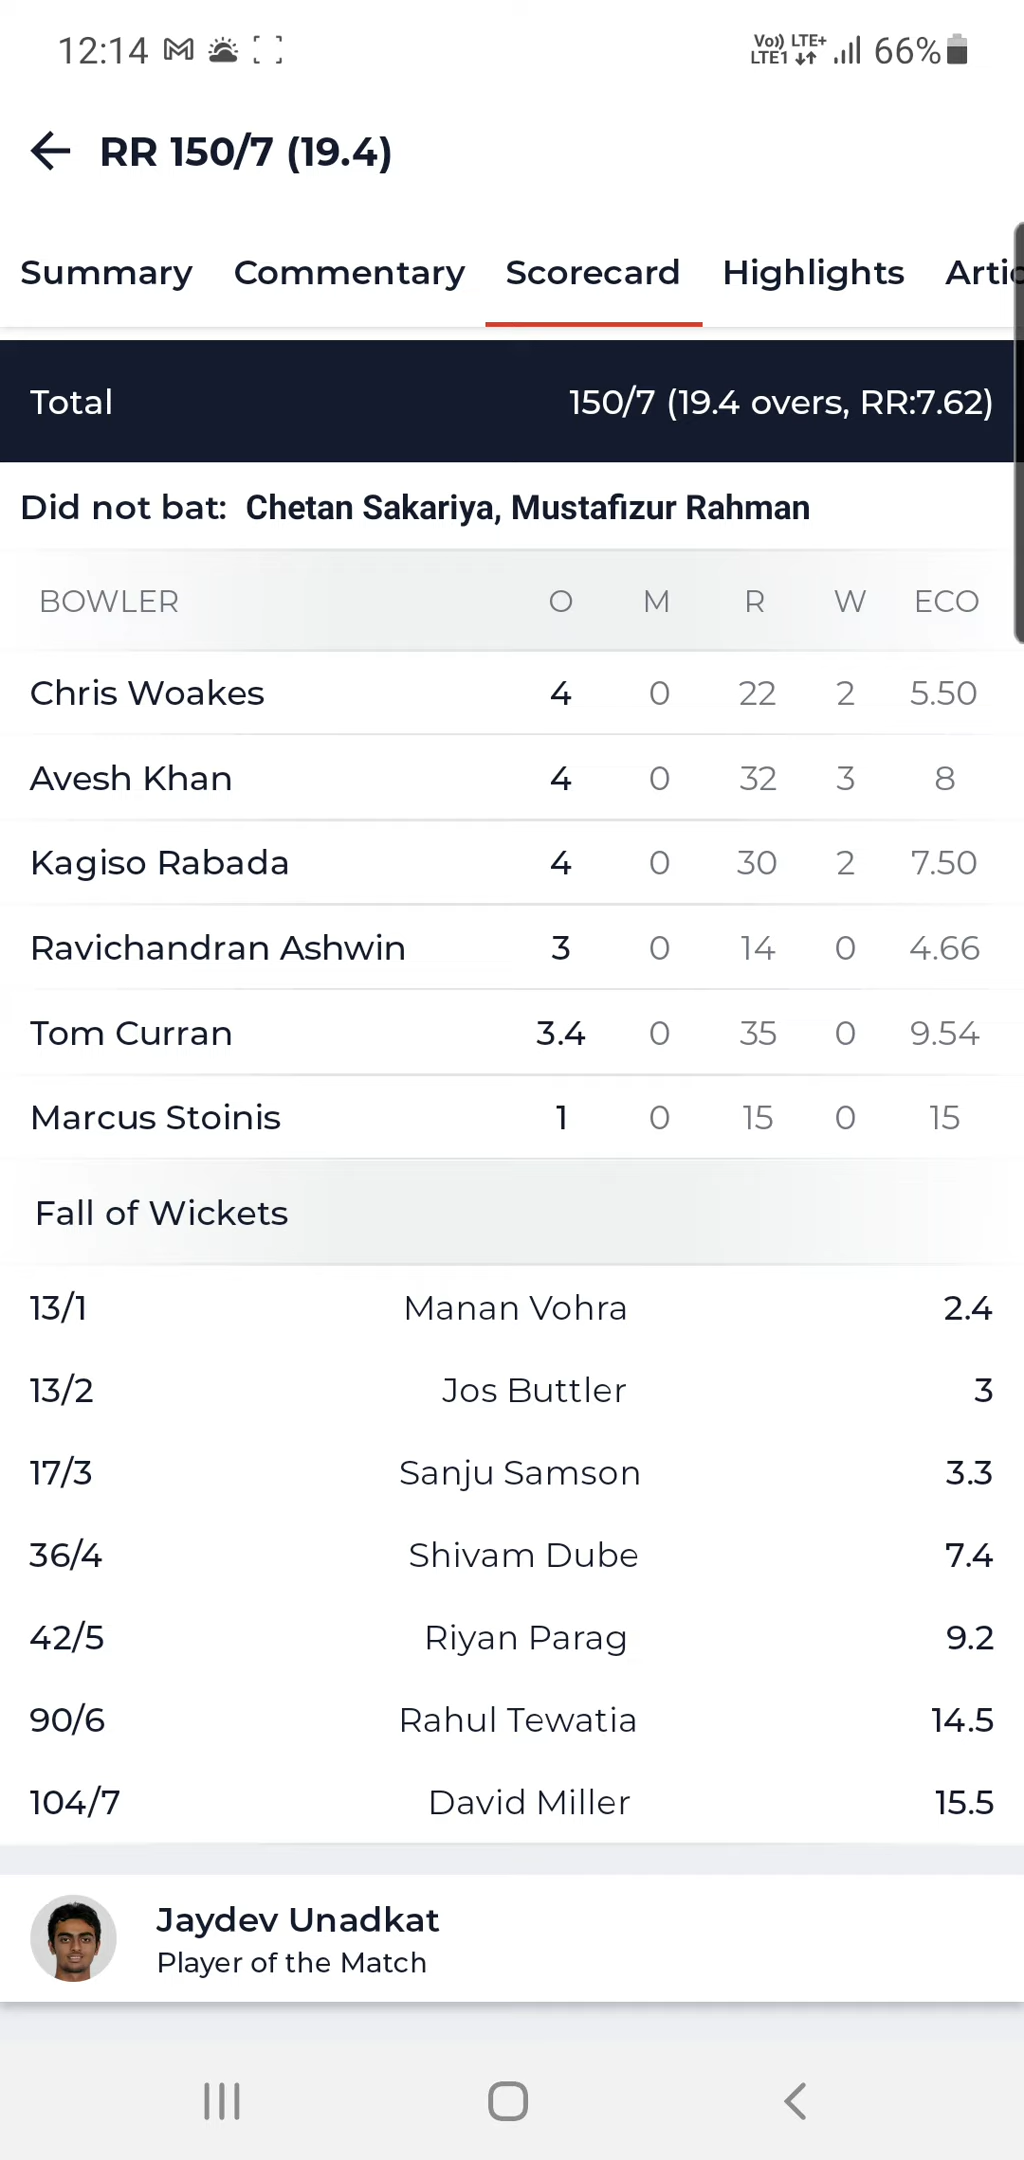 12:14 Vo)) LTE+ LTE1 66%
RR 150/7 (19.4)
Summary Commentary Scorecard Highlights Artic
Total 150/7 (19.4 overs, RR:7.62)
Did not bat: Chetan Sakariya, Mustafizur Rahman
BOWLER O M R W ECO
Chris Woakes 4 0 22 2 5.50
Avesh Khan 4 0 32 3 8
Kagiso Rabada 4 0 30 2 7.50
Ravichandran Ashwin 3 0 14 0 4.66
Tom Curran 3.4 0 35 0 9.54
Marcus Stoinis 1 0 15 0 15
Fall of Wickets
13/1 Manan Vohra 2.4
13/2 Jos Buttler 3
17/3 Sanju Samson 3.3
36/4 Shivam Dube 7.4
42/5 Riyan Parag 9.2
90/6 Rahul Tewatia 14.5
104/7 David Miller 15.5
Jaydev Unadkat
Player of the Match